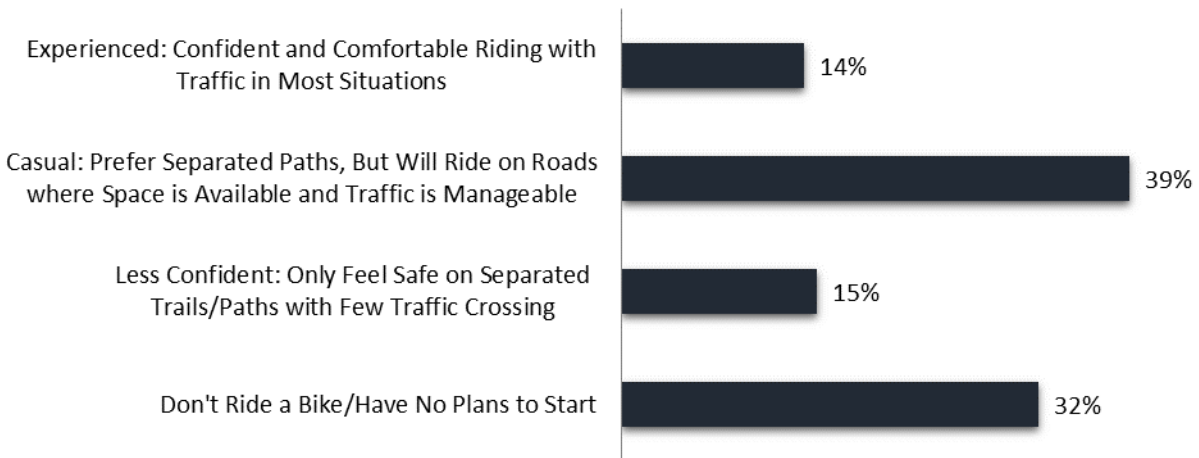 Experienced: Confident and Comfortable Riding with
Traffic in Most Situations
14%
Casual: Prefer Separated Paths, But Will Ride on Roads
where Space is Available and Traffic is Manageable
39%
Less Confident: Only Feel Safe on Separated
Trails/Paths with Few Traffic Crossing
15%
Don't Ride a Bike/Have No Plans to Start
32%